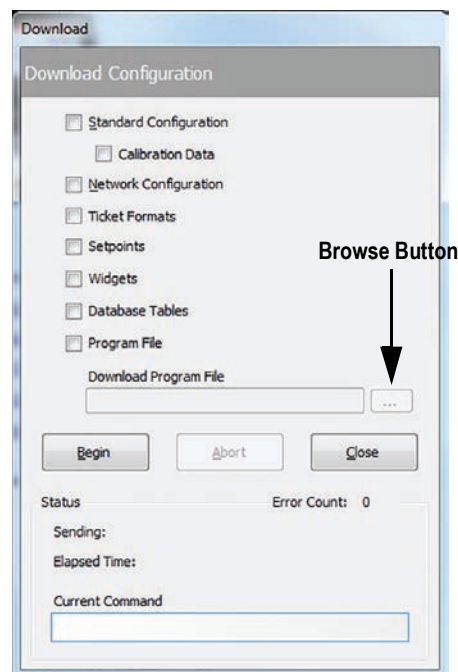 Download
Download Configuration
Standard Configuration
Calibration Data
Network Configuration
Ticket Formats
Setpoints
Browse Button
Widgets
Database Tables
Program File
Download Program File
...
Begin Abort Close
Status Error Count: 0
Sending:
Elapsed Time:
Current Command